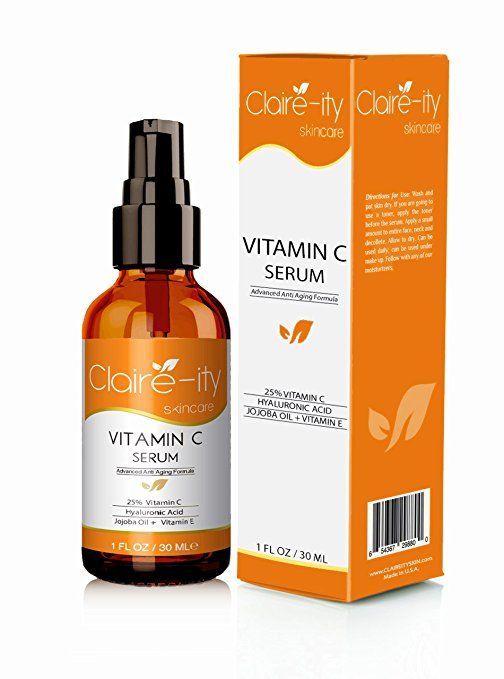 Claire-ity
skincare
VITAMIN C
SERUM
Advanced Anti Aging Formula
25% Vitamin C
Hyaluronic Acid
Jojoba Oil + Vitamin E
1 FL OZ / 30 ML℮
Claire-ity
skincare
VITAMIN C
SERUM
Advanced Anti Aging Formula
25% VITAMIN C
HYALURONIC ACID
JOJOBA OIL + VITAMIN E
1 FL OZ / 30 ML
Claire-ity
skincare
Directions for Use: Wash and
pat skin dry. If you are going to
use a toner, apply the toner
before the serum. Apply a small
amount to entire face, neck and
decollete. Allow to dry. Can be
used daily, can be used under
make up. Follow with any of our
moisturizers.
6 54367 29880 0
www.CLAIREITYSKIN.com
Made in U.S.A.